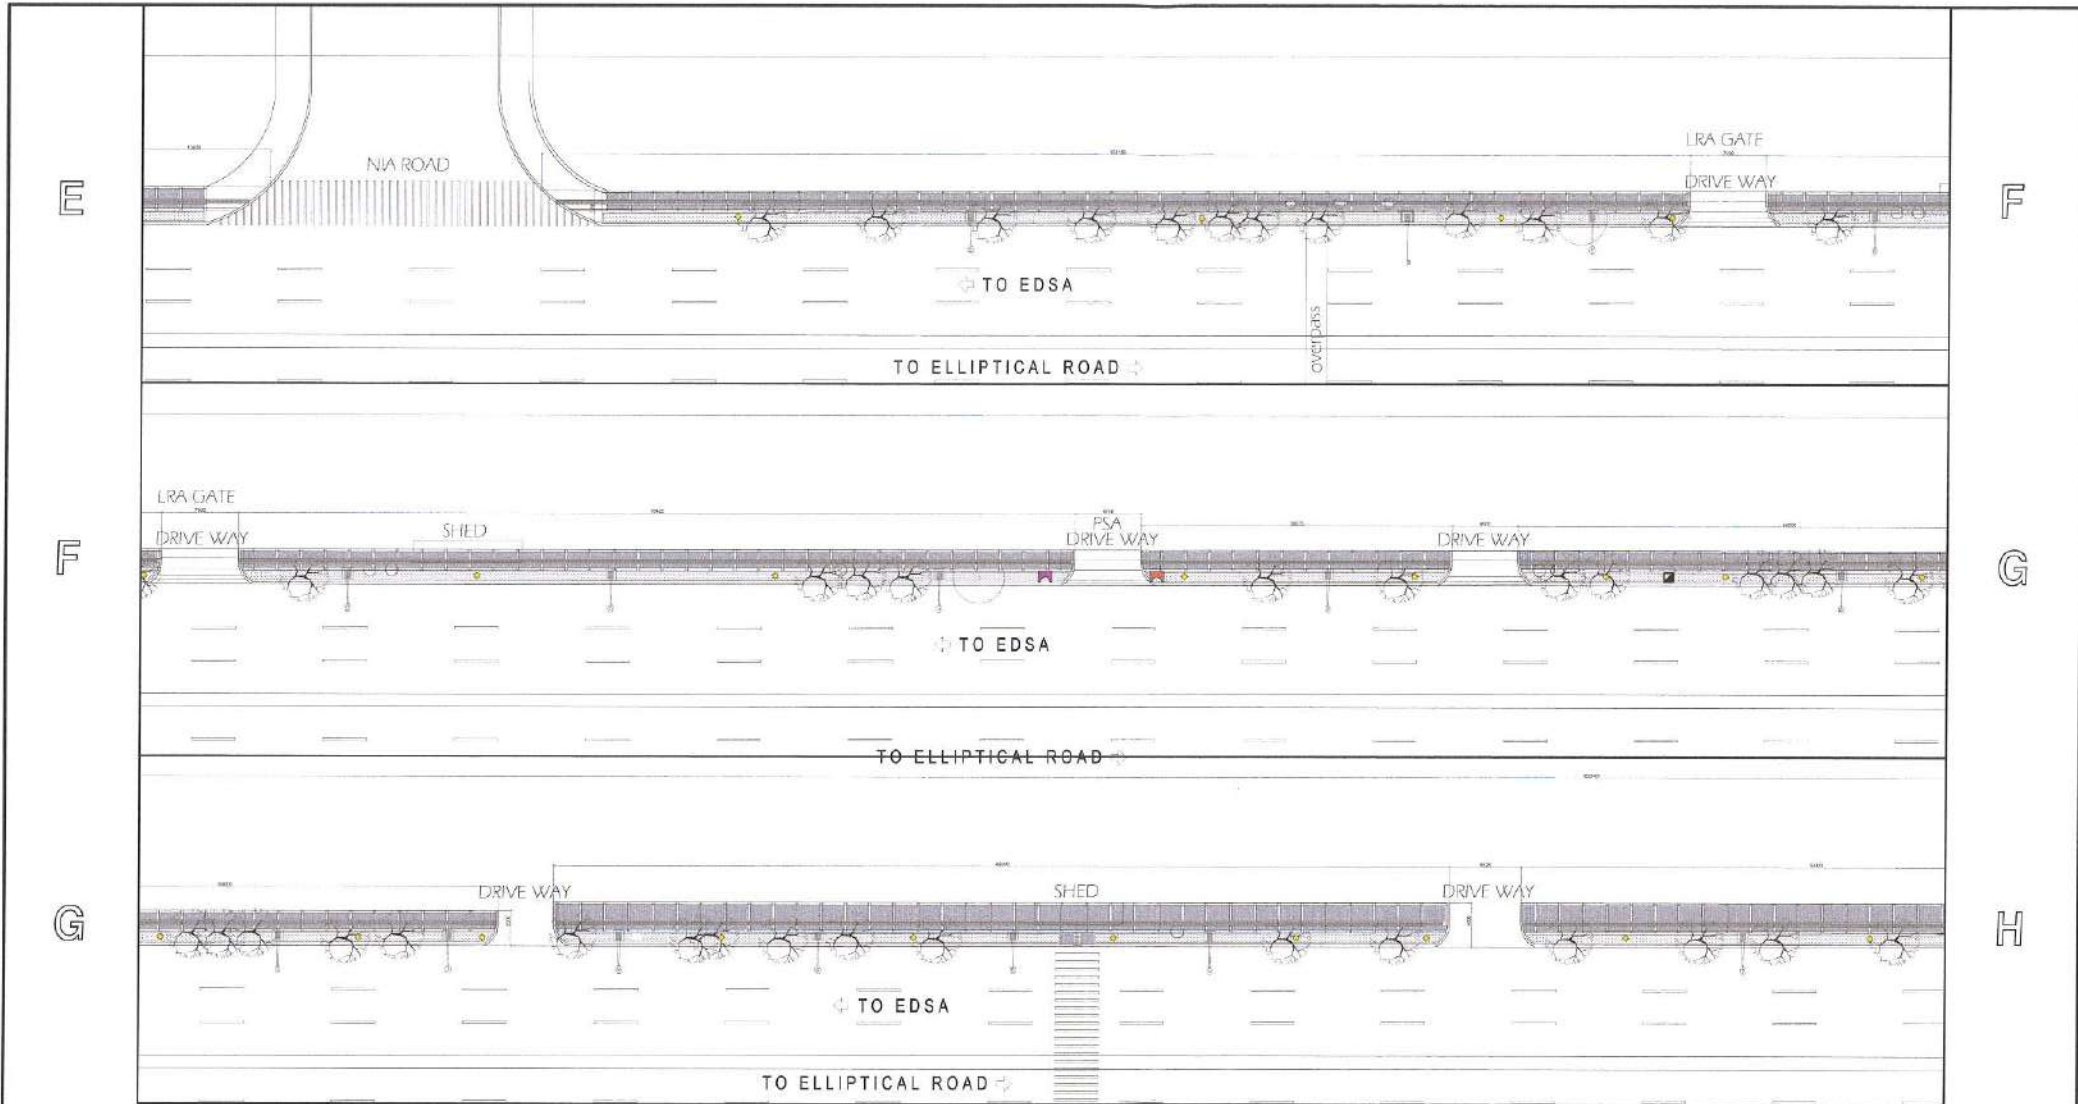 E
NIA ROAD
LRA GATE
DRIVE WAY
F
TO EDSA
overpass
TO ELLIPTICAL ROAD
LRA GATE
DRIVE WAY
SHED
PSA
DRIVE WAY
DRIVE WAY
F
G
TO EDSA
TO ELLIPTICAL ROAD
DRIVE WAY
SHED
DRIVE WAY
G
H
TO EDSA
TO ELLIPTICAL ROAD